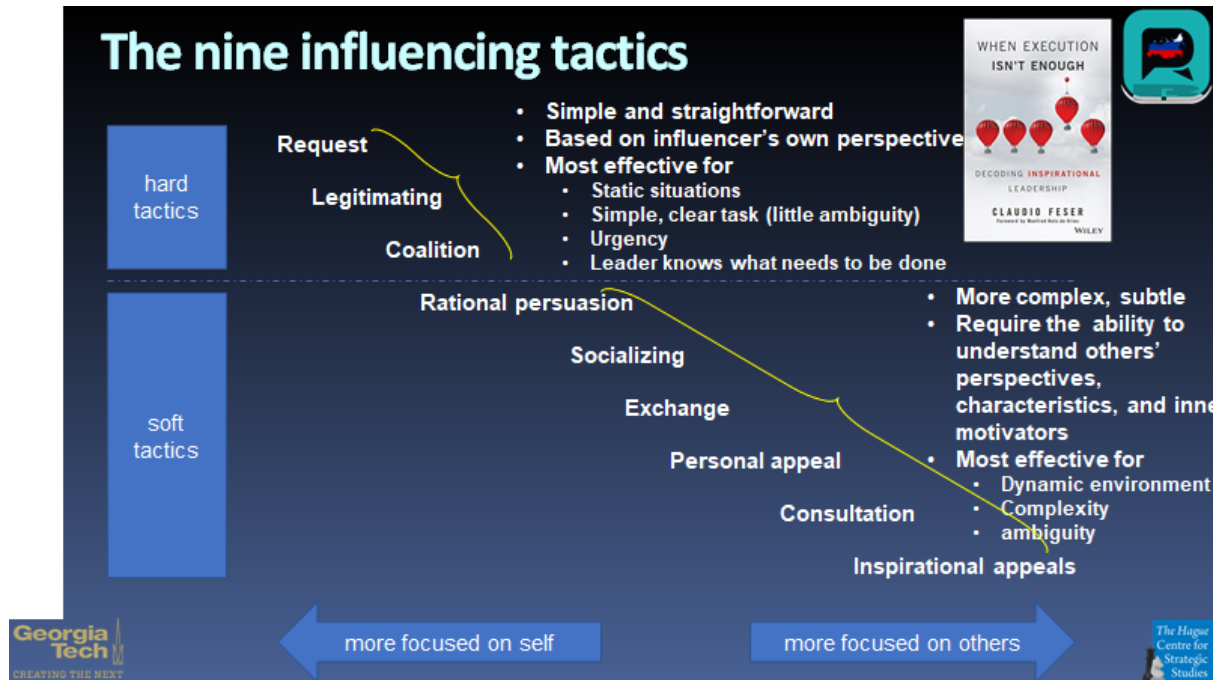 The nine influencing tactics
WHEN EXECUTION
ISN'T ENOUGH
DECODING INSPIRATIONAL
LEADERSHIP
CLAUDIO FESER
WILEY
hard
tactics
Request
Legitimating
Coalition
• Simple and straightforward
• Based on influencer's own perspective
• Most effective for
• Static situations
• Simple, clear task (little ambiguity)
• Urgency
• Leader knows what needs to be done
soft
tactics
Rational persuasion
Socializing
Exchange
Personal appeal
Consultation
Inspirational appeals
• More complex, subtle
• Require the ability to
understand others'
perspectives,
characteristics, and inne
motivators
• Most effective for
• Dynamic environment
• Complexity
• ambiguity
more focused on self
more focused on others
Georgia
Tech
CREATING THE NEXT
The Hague
Centre for
Strategic
Studies